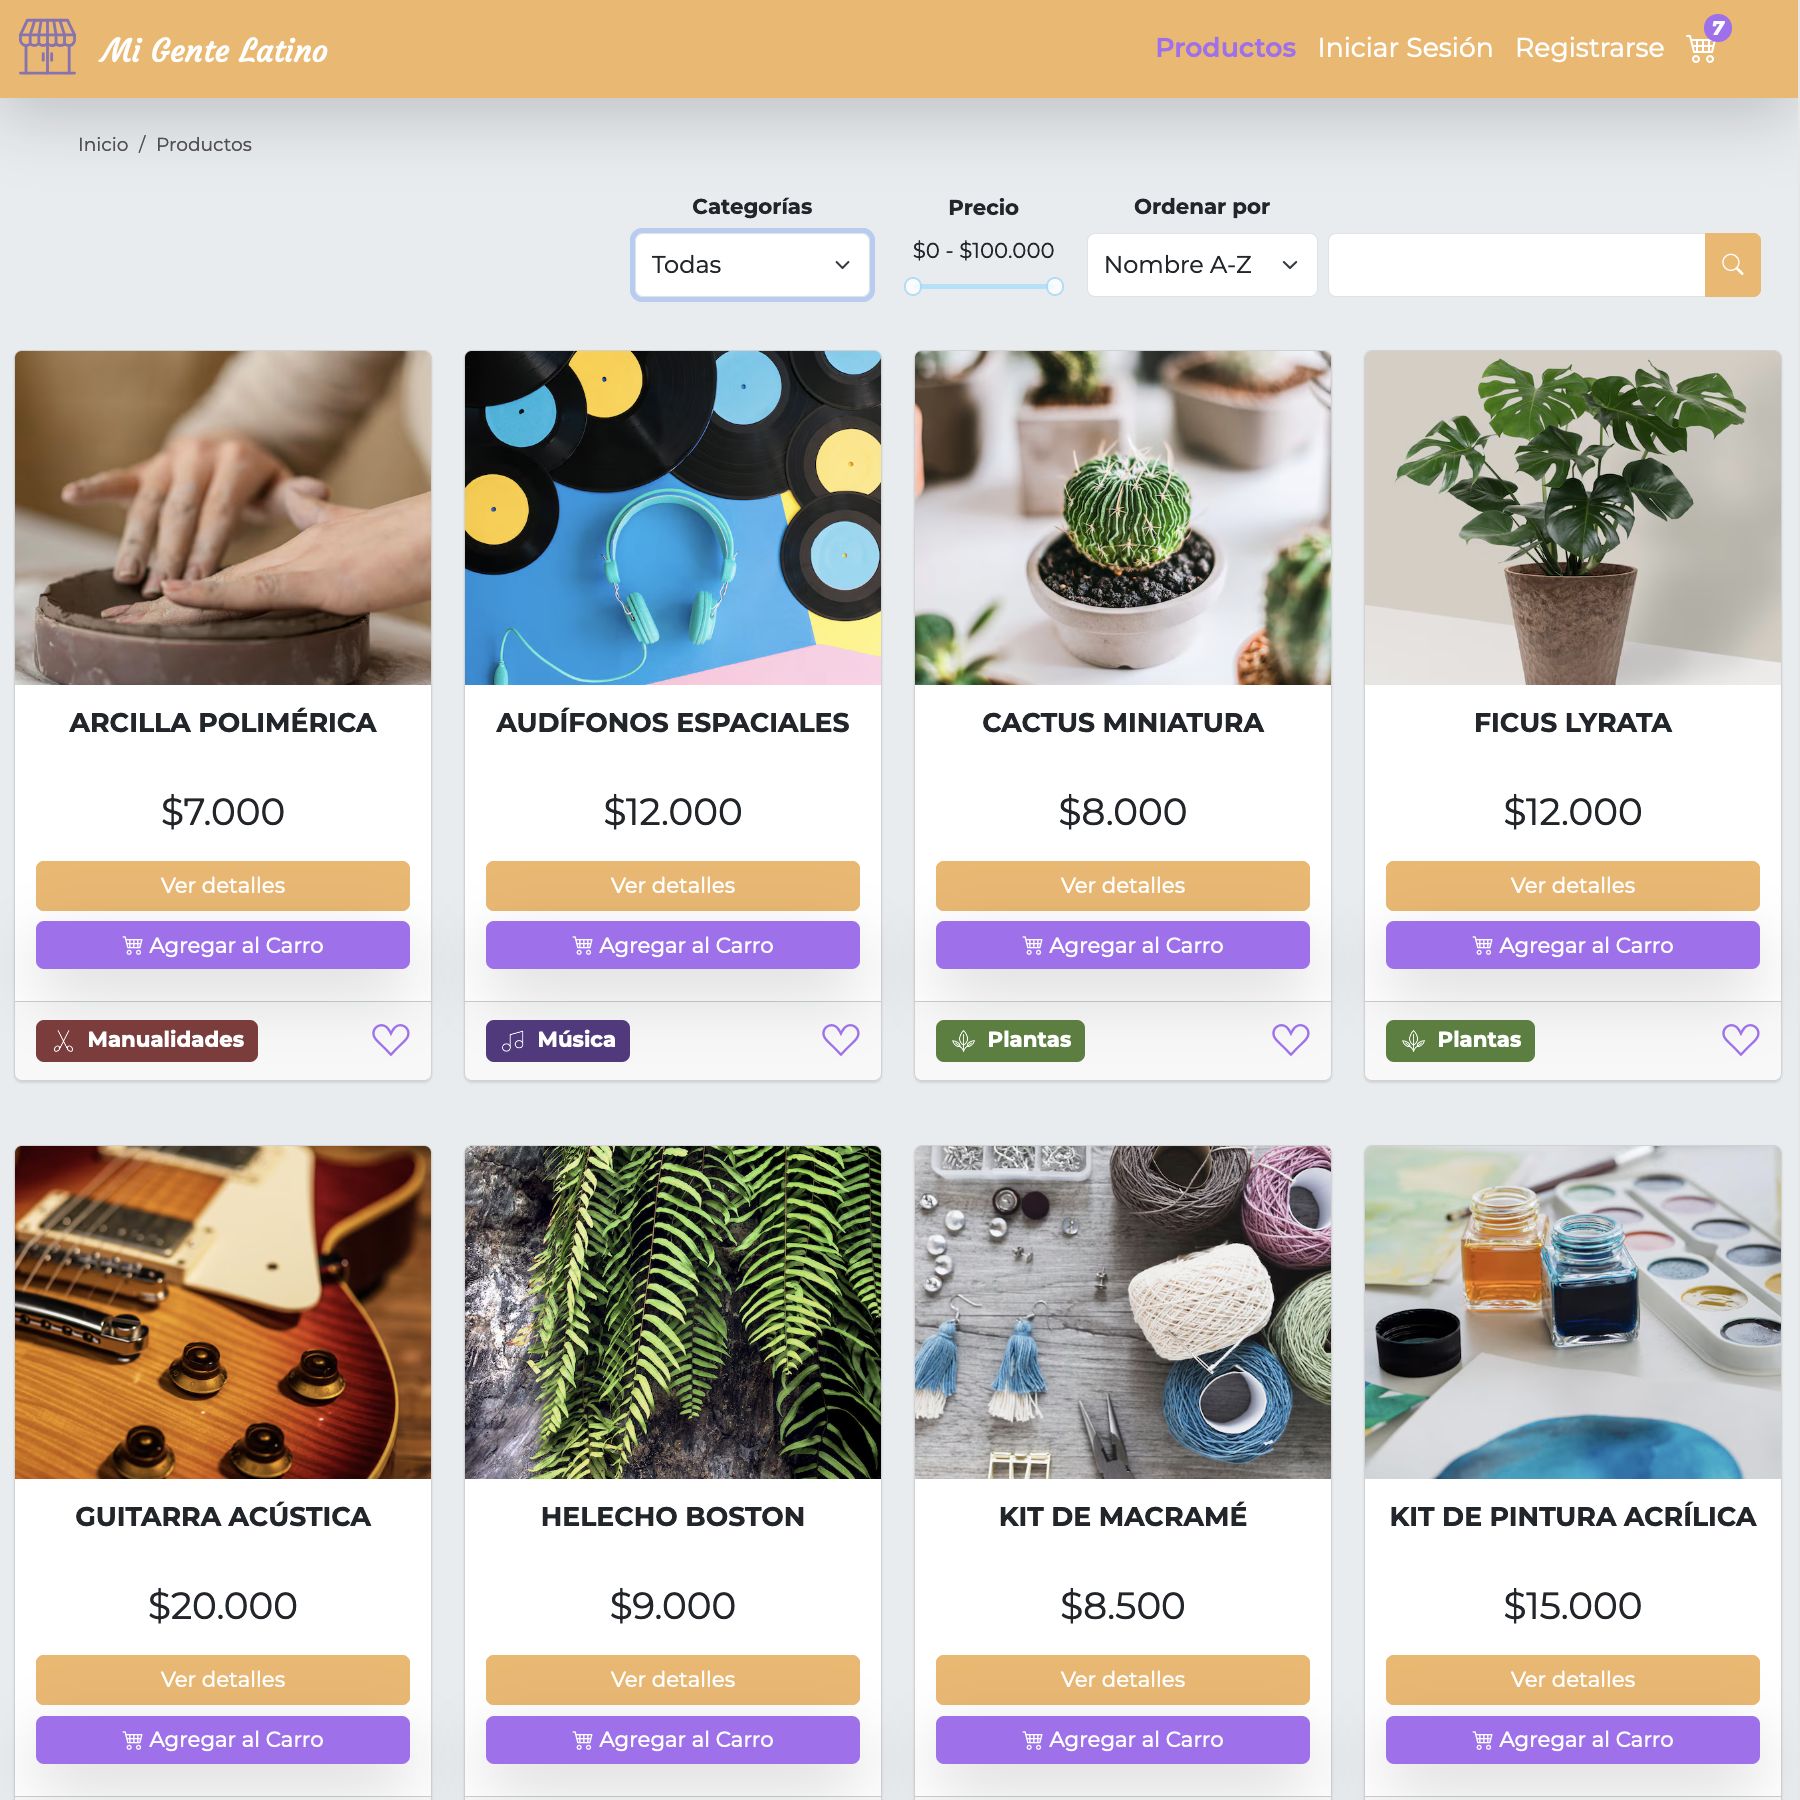 Mi Gente Latino
Productos Iniciar Sesión Registrarse 7
Inicio / Productos
Categorías Precio Ordenar por
Todas $0 - $100.000 Nombre A-Z
ARCILLA POLIMÉRICA
$7.000
Ver detalles
Agregar al Carro
Manualidades
AUDÍFONOS ESPACIALES
$12.000
Ver detalles
Agregar al Carro
Música
CACTUS MINIATURA
$8.000
Ver detalles
Agregar al Carro
Plantas
FICUS LYRATA
$12.000
Ver detalles
Agregar al Carro
Plantas
GUITARRA ACÚSTICA
$20.000
Ver detalles
Agregar al Carro
HELECHO BOSTON
$9.000
Ver detalles
Agregar al Carro
KIT DE MACRAMÉ
$8.500
Ver detalles
Agregar al Carro
KIT DE PINTURA ACRÍLICA
$15.000
Ver detalles
Agregar al Carro